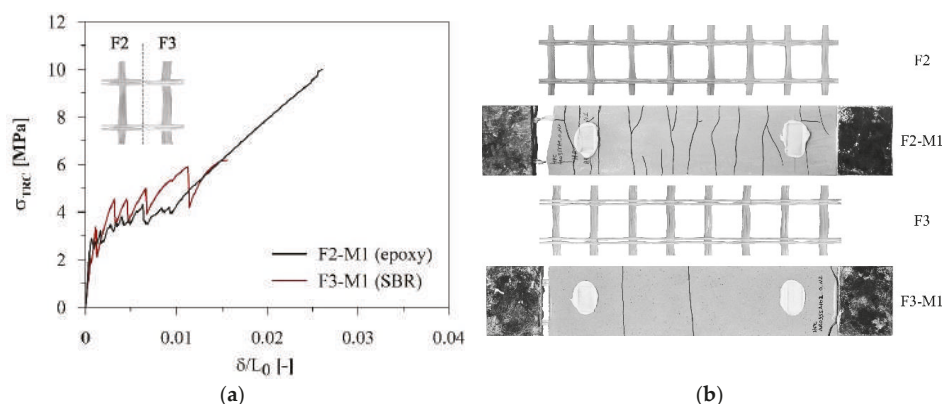 12
10
8
6
4
2
0
σTRC [MPa]
F2 F3
F2-M1 (epoxy)
F3-M1 (SBR)
0 0.01 0.02 0.03 0.04
δ/L0 [-]
(a)
F2
F2-M1
F3
F3-M1
(b)